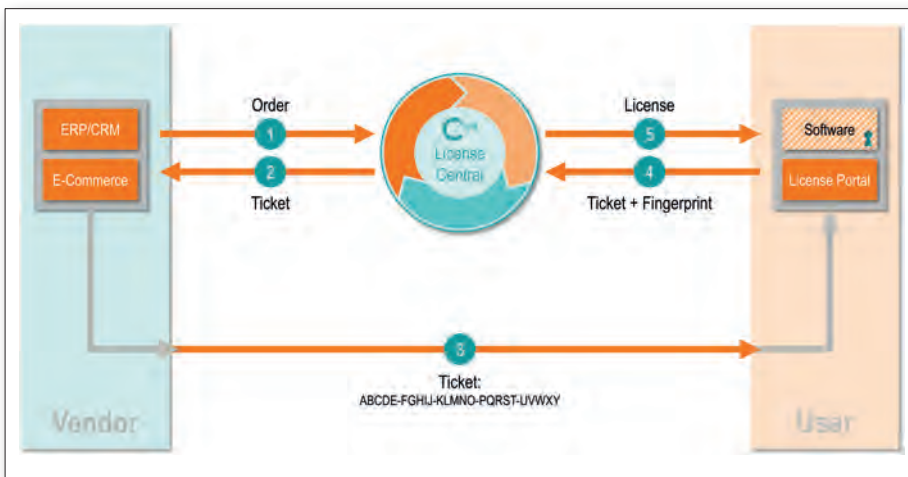 Order
License
ERP/CRM
1
5
Software
License
Central
E-Commerce
2
4
License Portal
Ticket
Ticket + Fingerprint
3
Ticket:
ABCDE-FGHIJ-KLMNO-PQRST-UVWXY
Vendor
User